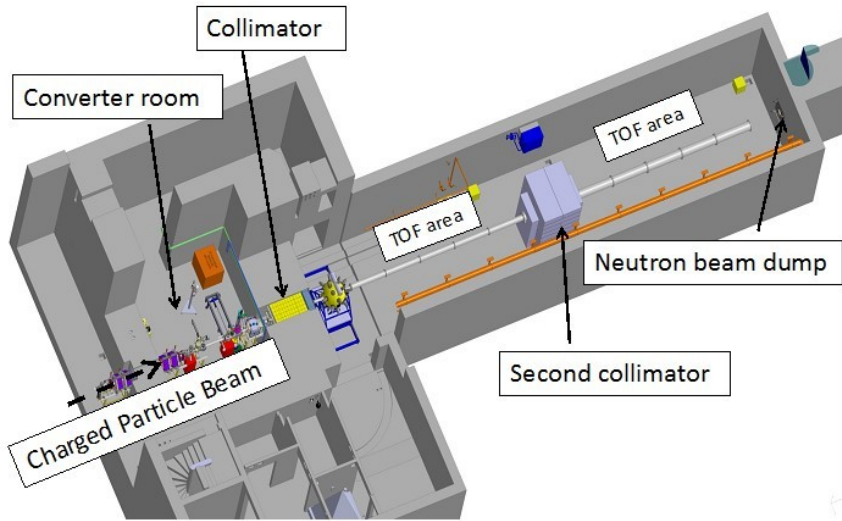 Collimator
Converter room
TOF area
TOF area
Neutron beam dump
Second collimator
Charged Particle Beam